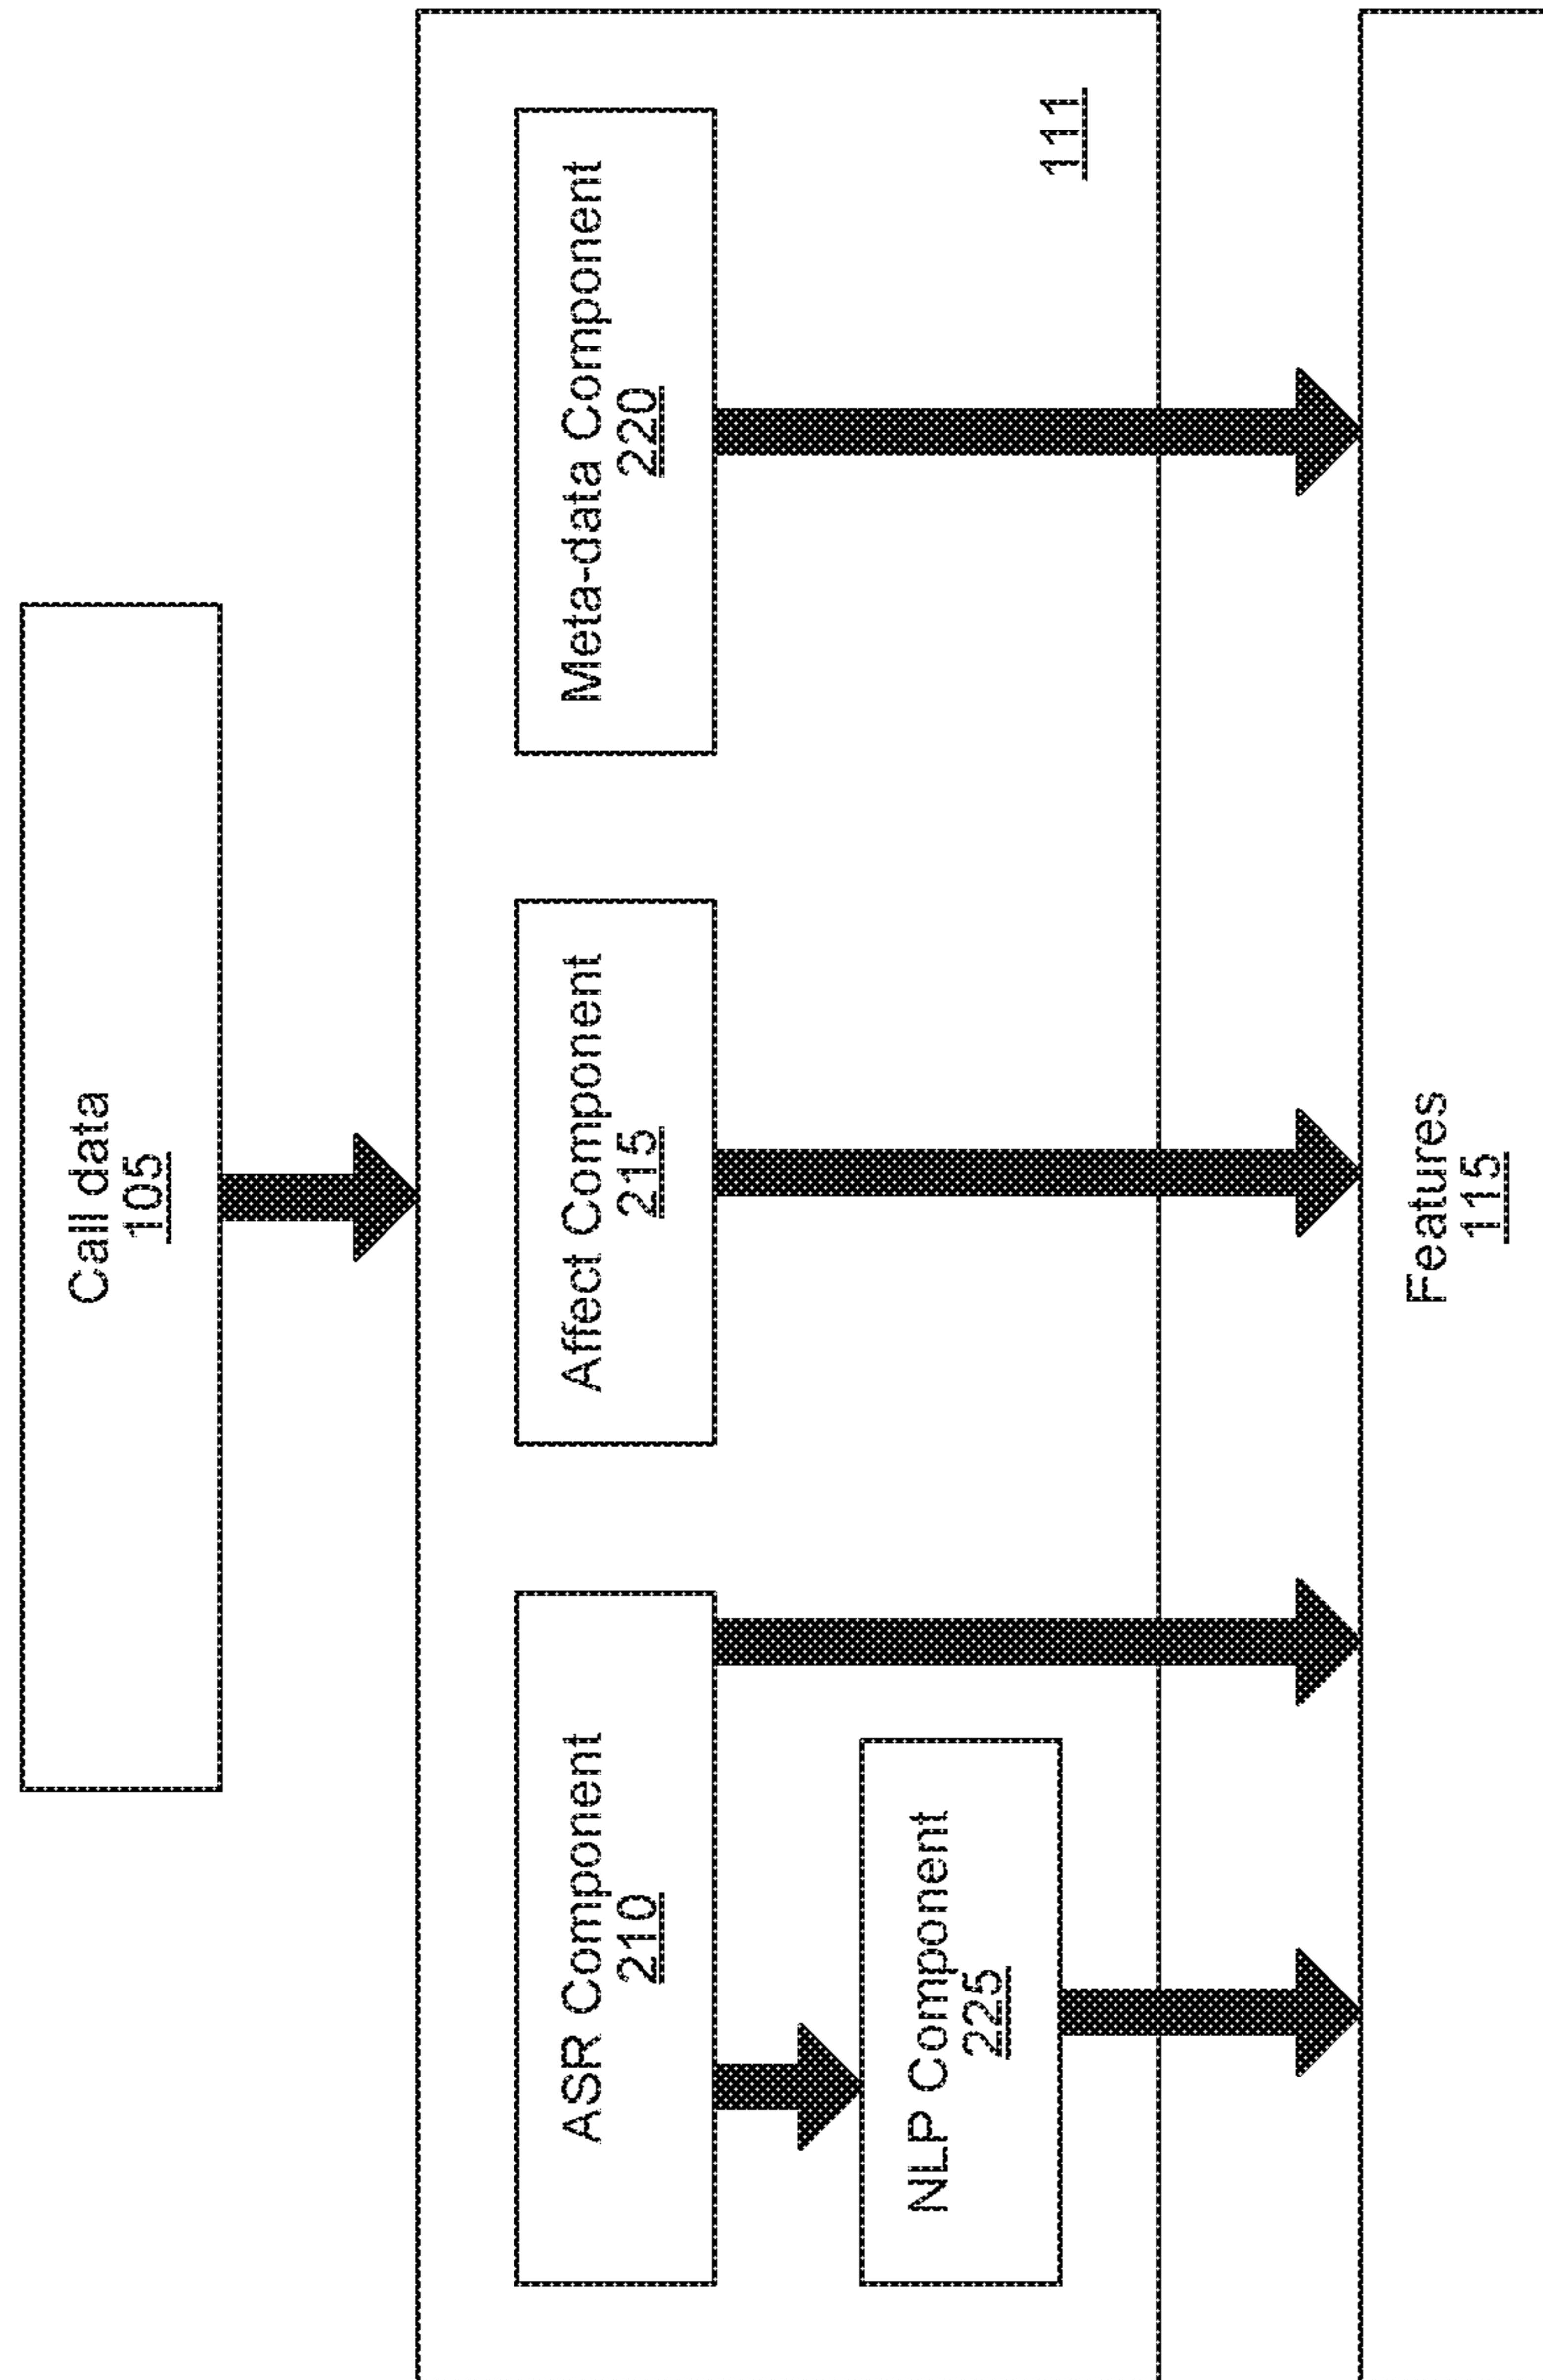 Call data
105
ASR Component
210
Affect Component
215
Meta-data Component
220
NLP Component
225
111
Features
115